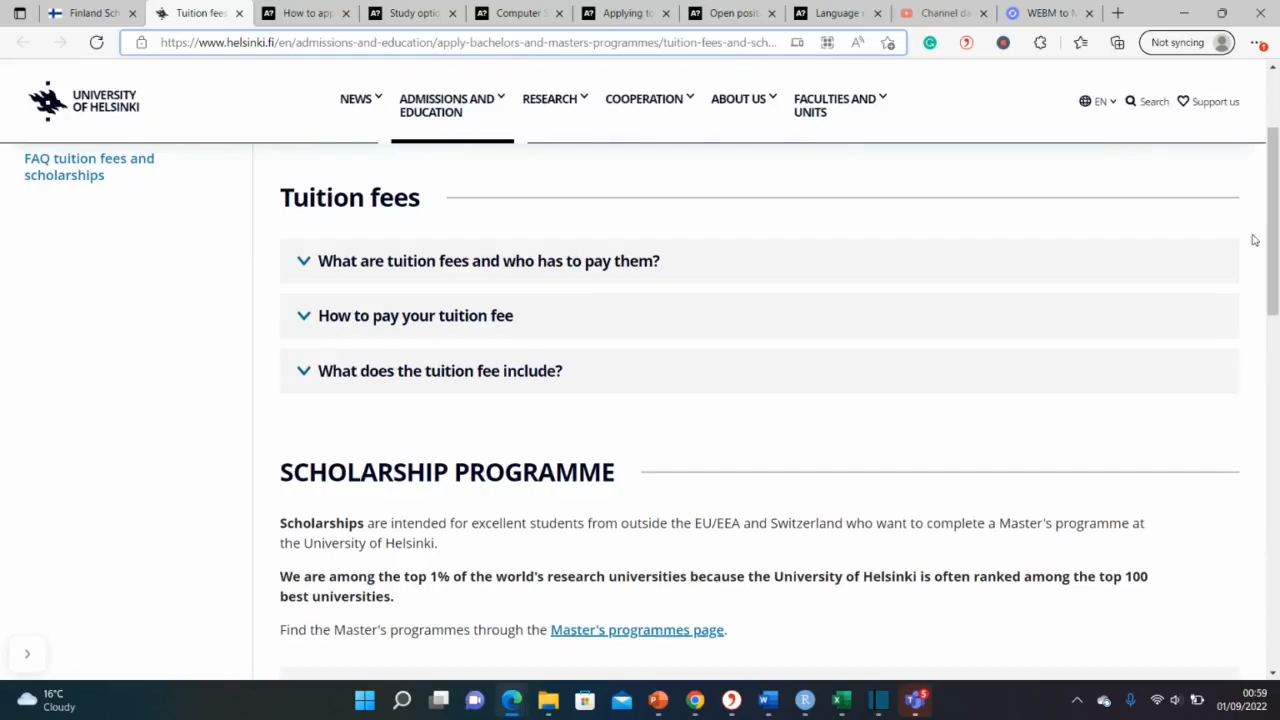 Finland Sch
Tuition fees
How to app
Study optio
Computer S
Applying to
Open posit
Language r
Channel da
WEBM to M
https://www.helsinki.fi/en/admissions-and-education/apply-bachelors-and-masters-programmes/tuition-fees-and-sch...
Not syncing
UNIVERSITY
OF HELSINKI
NEWS
ADMISSIONS AND
EDUCATION
RESEARCH
COOPERATION
ABOUT US
FACULTIES AND
UNITS
EN
Search
Support us
FAQ tuition fees and
scholarships
Tuition fees
What are tuition fees and who has to pay them?
How to pay your tuition fee
What does the tuition fee include?
SCHOLARSHIP PROGRAMME
Scholarships are intended for excellent students from outside the EU/EEA and Switzerland who want to complete a Master's programme at
the University of Helsinki.
We are among the top 1% of the world's research universities because the University of Helsinki is often ranked among the top 100
best universities.
Find the Master's programmes through the Master's programmes page.
16°C
Cloudy
00:59
01/09/2022